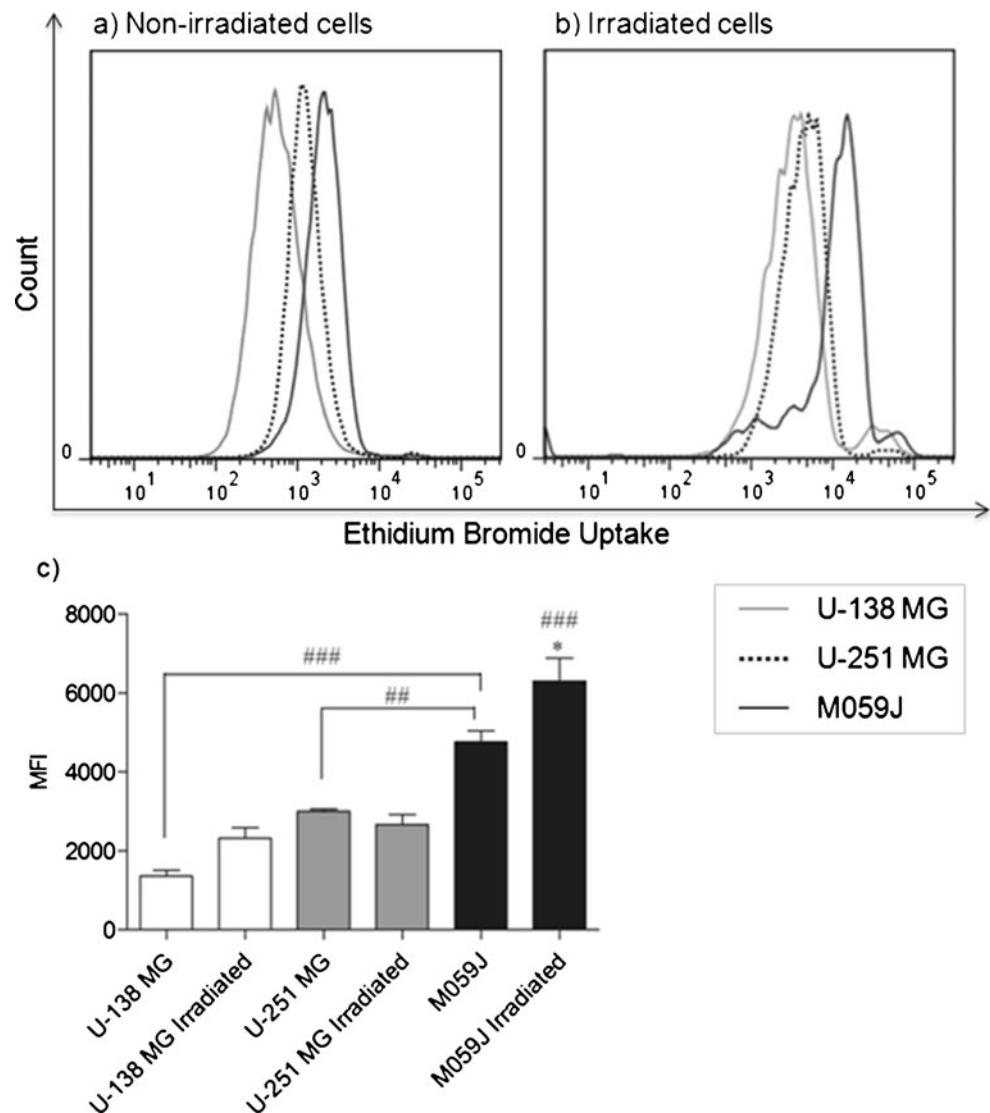 a) Non-irradiated cells
b) Irradiated cells
Count
0
10¹ 10² 10³ 10⁴ 10⁵
0
10¹ 10² 10³ 10⁴ 10⁵
Ethidium Bromide Uptake
c)
8000
6000
4000
2000
0
MFI
###
##
###
*
U-138 MG
U-138 MG Irradiated
U-251 MG
U-251 MG Irradiated
M059J
M059J Irradiated
U-138 MG
U-251 MG
M059J